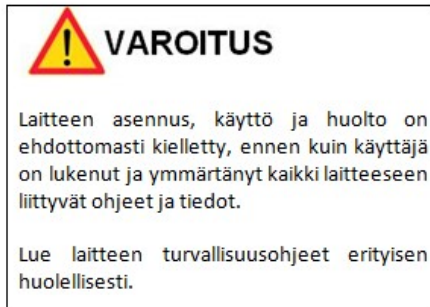 VAROITUS
Laitteen asennus, käyttö ja huolto on
ehdottomasti kielletty, ennen kuin käyttäjä
on lukenut ja ymmärtänyt kaikki laitteeseen
liittyvät ohjeet ja tiedot.
Lue laitteen turvallisuusohjeet erityisen
huolellisesti.